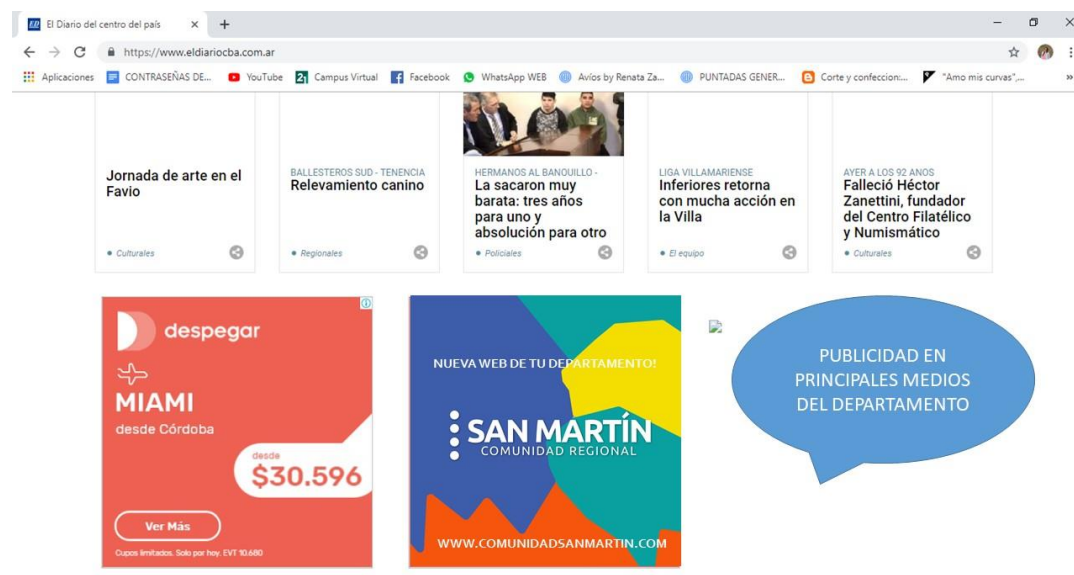 El Diario del centro del país
https://www.eldiariocba.com.ar
Aplicaciones CONTRASEÑAS DE... YouTube Campus Virtual Facebook WhatsApp WEB Avíos by Renata Za... PUNTADAS GENER... Corte y confeccion:... "Amo mis curvas",...
Jornada de arte en el
Favio
Culturales
BALLESTEROS SUD - TENENCIA
Relevamiento canino
Regionales
HERMANOS AL BANQUILLO -
La sacaron muy
barata: tres años
para uno y
absolución para otro
Policiales
LIGA VILLAMARIENSE
Inferiores retorna
con mucha acción en
la Villa
El equipo
AYER A LOS 92 ANOS
Falleció Héctor
Zanettini, fundador
del Centro Filatélico
y Numismático
Culturales
despegar
MIAMI
desde Córdoba
desde
$30.596
Ver Más
Cupos limitados. Solo por hoy. EVT 10.680
NUEVA WEB DE TU DEPARTAMENTO!
SAN MARTÍN
COMUNIDAD REGIONAL
WWW.COMUNIDADSANMARTIN.COM
PUBLICIDAD EN
PRINCIPALES MEDIOS
DEL DEPARTAMENTO